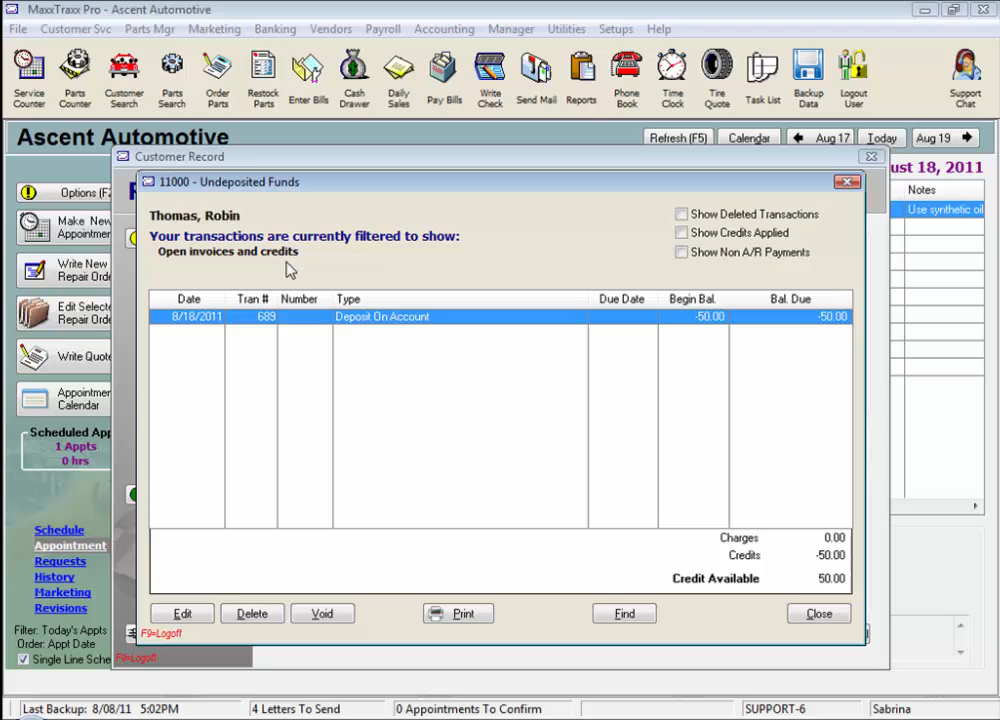 MaxxTraxx Pro - Ascent Automotive
File Customer Svc Parts Mgr Marketing Banking Vendors Payroll Accounting Manager Utilities Setups Help
Service Counter
Parts Counter
Customer Search
Parts Search
Order Parts
Restock Parts
Enter Bills
Cash Drawer
Daily Sales
Pay Bills
Write Check
Send Mail
Reports
Phone Book
Time Clock
Tire Quote
Task List
Backup Data
Logout User
Support Chat
Ascent Automotive
Refresh (F5) Calendar Aug 17 Today Aug 19
Customer Record
ust 18, 2011
11000 - Undeposited Funds
Options (F2
Notes
Use synthetic oil
Make New
Appointmer
Write New
Repair Orde
Edit Selecte
Repair Orde
Write Quote
Appointmer
Calendar
Scheduled App
1 Appts
0 hrs
Schedule
Appointment
Requests
History
Marketing
Revisions
Filter: Today's Appts
Order: Appt Date
Single Line Sche
Thomas, Robin
Your transactions are currently filtered to show:
Open invoices and credits
Show Deleted Transactions
Show Credits Applied
Show Non A/R Payments
Date Tran # Number Type Due Date Begin Bal. Bal. Due
8/18/2011 689 Deposit On Account -50.00 -50.00
Charges 0.00
Credits -50.00
Credit Available 50.00
Edit Delete Void Print Find Close
F9=Logoff
F9=Logoff
Last Backup: 8/08/11 5:02PM 4 Letters To Send 0 Appointments To Confirm SUPPORT-6 Sabrina